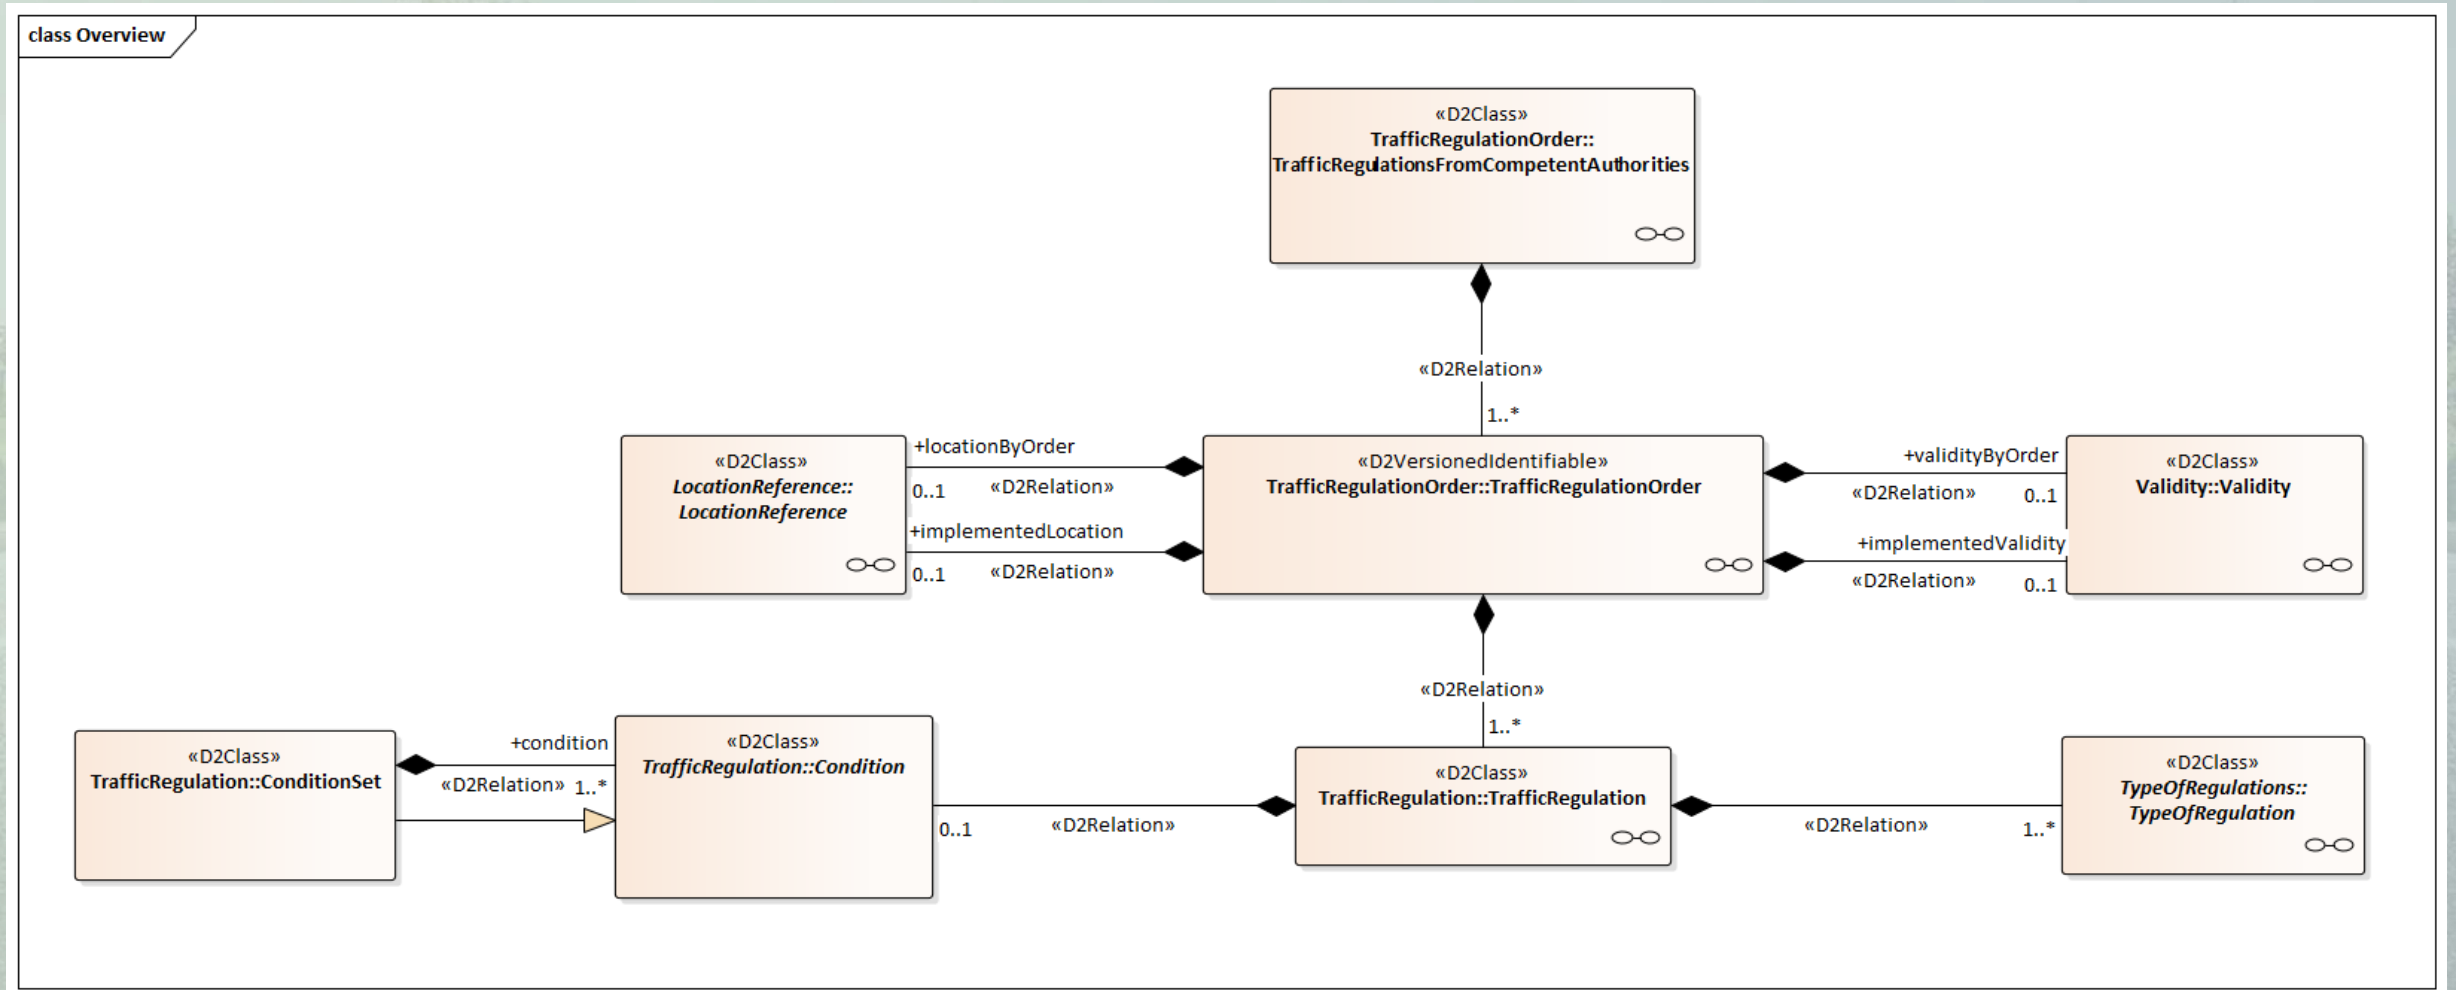 class Overview
«D2Class»
TrafficRegulationOrder::
TrafficRegulationsFromCompetentAuthorities
«D2Relation»
1..*
«D2Class»
LocationReference::
LocationReference
+locationByOrder
0..1
«D2Relation»
+implementedLocation
0..1
«D2Relation»
«D2VersionedIdentifiable»
TrafficRegulationOrder::TrafficRegulationOrder
+validityByOrder
«D2Relation»
0..1
+implementedValidity
«D2Relation»
0..1
«D2Class»
Validity::Validity
«D2Relation»
1..*
«D2Class»
TrafficRegulation::ConditionSet
+condition
«D2Relation»
1..*
«D2Class»
TrafficRegulation::Condition
0..1
«D2Relation»
«D2Class»
TrafficRegulation::TrafficRegulation
«D2Relation»
1..*
«D2Class»
TypeOfRegulations::
TypeOfRegulation